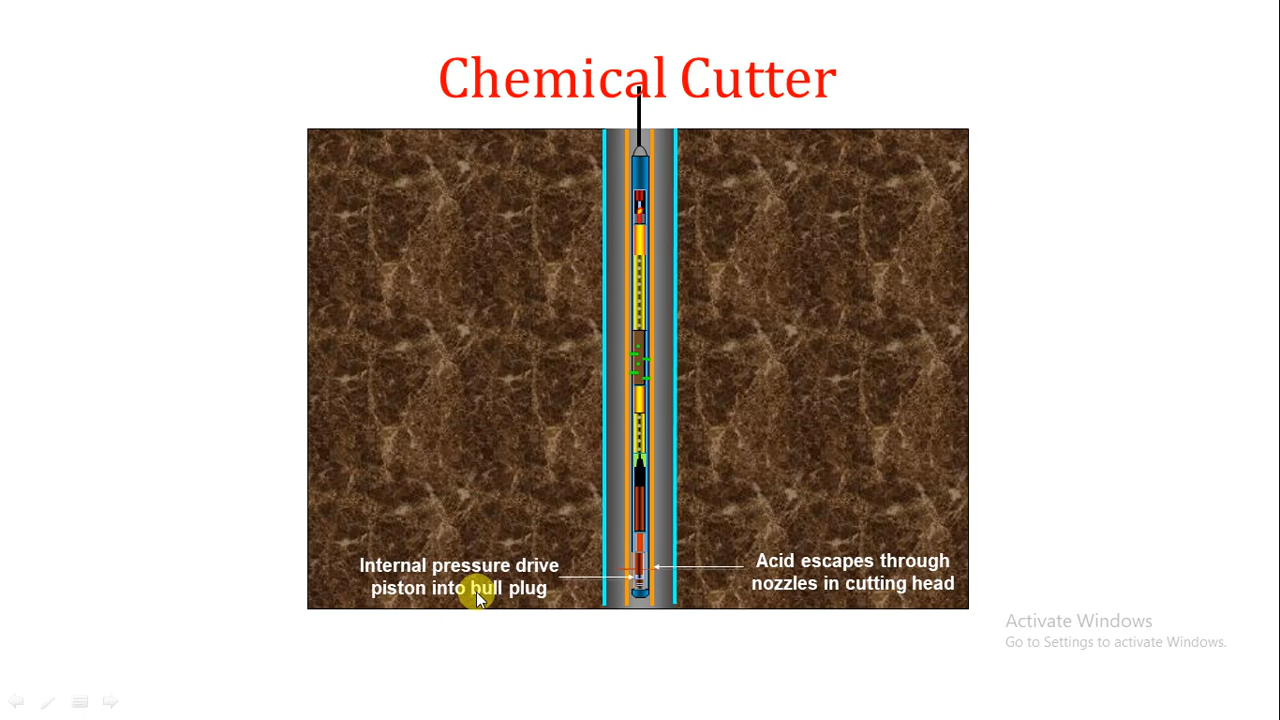 Chemical Cutter
Internal pressure drive
piston into bull plug
Acid escapes through
nozzles in cutting head
Activate Windows
Go to Settings to activate Windows.